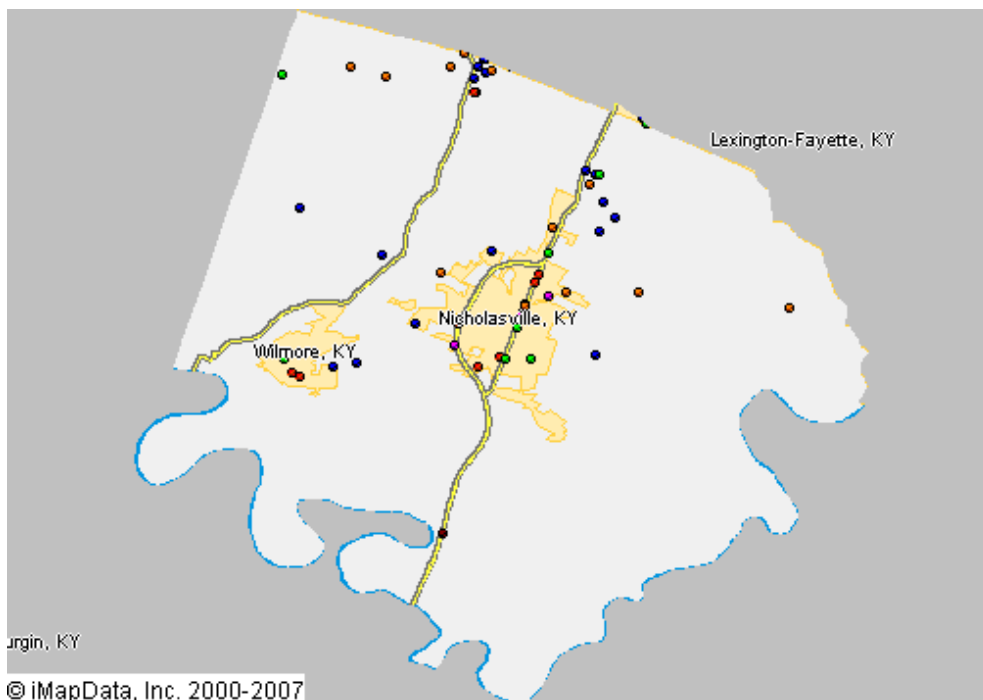 Lexington-Fayette, KY
Nicholasville, KY
Wilmore, KY
urgin, KY
© iMapData, Inc. 2000-2007